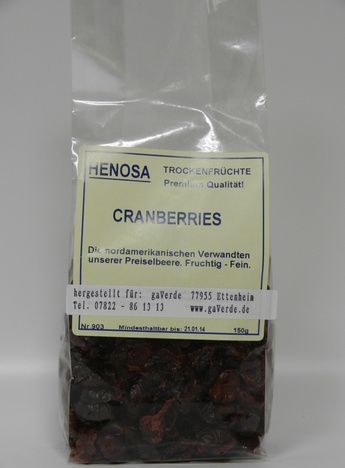 HENOSA TROCKENFRÜCHTE
Premium Qualität!
CRANBERRIES
Die nordamerikanischen Verwandten
unserer Preiselbeere. Fruchtig - Fein.
hergestellt für: gaVerde 77955 Ettenheim
Tel. 07822 - 86 13 13 www.gaVerde.de
Nr.903 Mindesthaltbar bis: 21.01.14 150g